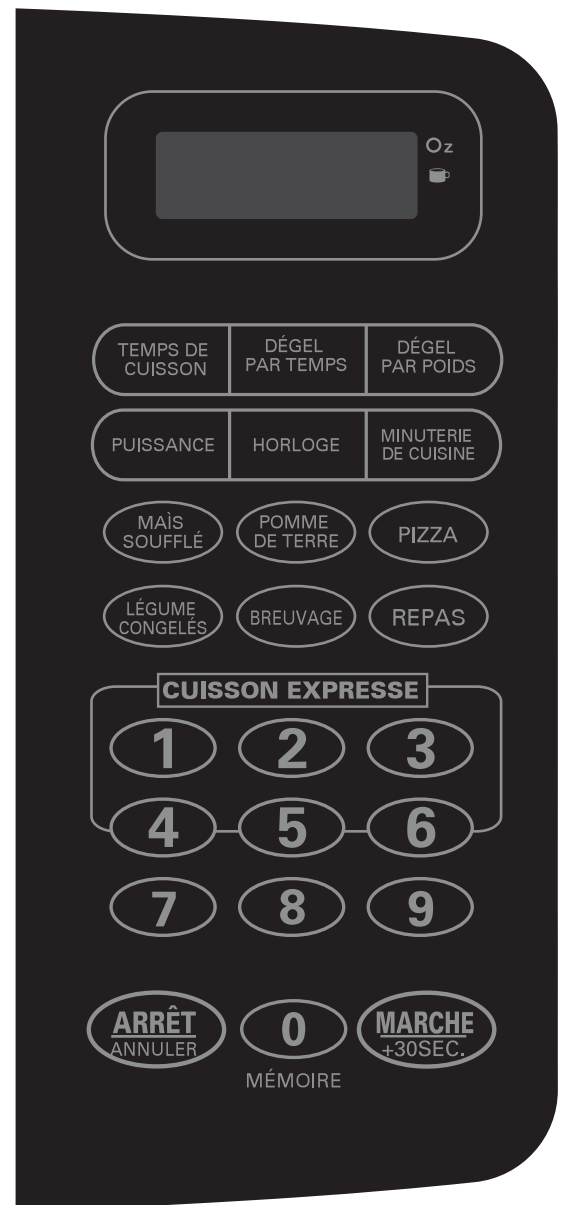 Oz
TEMPS DE
CUISSON
DÉGEL
PAR TEMPS
DÉGEL
PAR POIDS
PUISSANCE
HORLOGE
MINUTERIE
DE CUISINE
MAÌS
SOUFFLÉ
POMME
DE TERRE
PIZZA
LÉGUME
CONGELÉS
BREUVAGE
REPAS
CUISSON EXPRESSE
1 2 3
4 5 6
7 8 9
ARRÊT
ANNULER
0
MÉMOIRE
MARCHE
+30SEC.